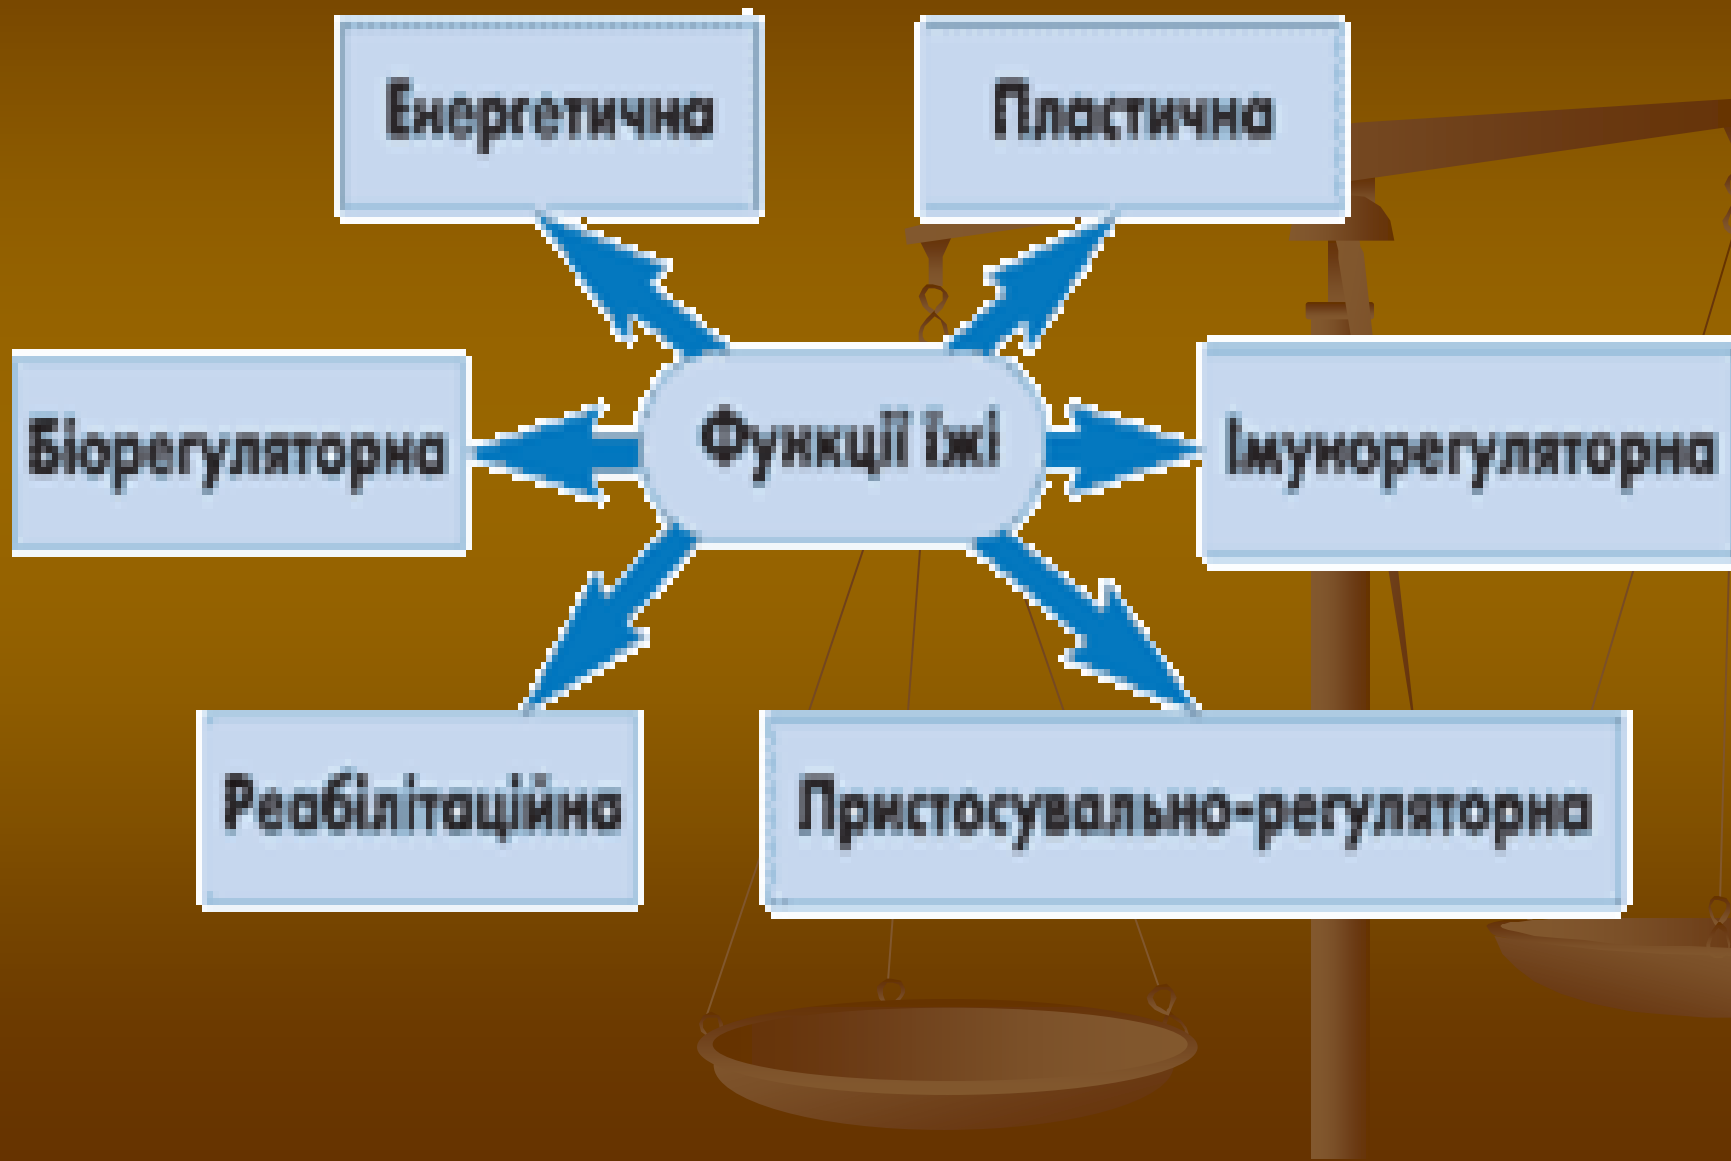 Енергетична
Пластична
Біорегуляторна
Функції їжі
Імунорегуляторна
Реабілітаційна
Пристосувально-регуляторна